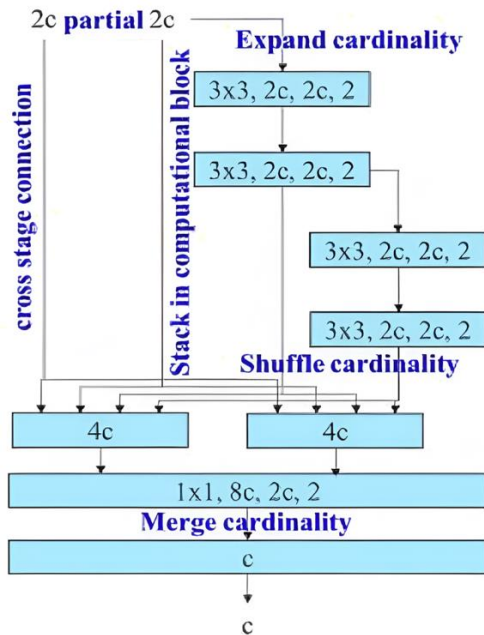 2c partial 2c
Expand cardinality
3x3, 2c, 2c, 2
cross stage connection
Stack in computational block
3x3, 2c, 2c, 2
3x3, 2c, 2c, 2
3x3, 2c, 2c, 2
Shuffle cardinality
4c
4c
1x1, 8c, 2c, 2
Merge cardinality
c
c